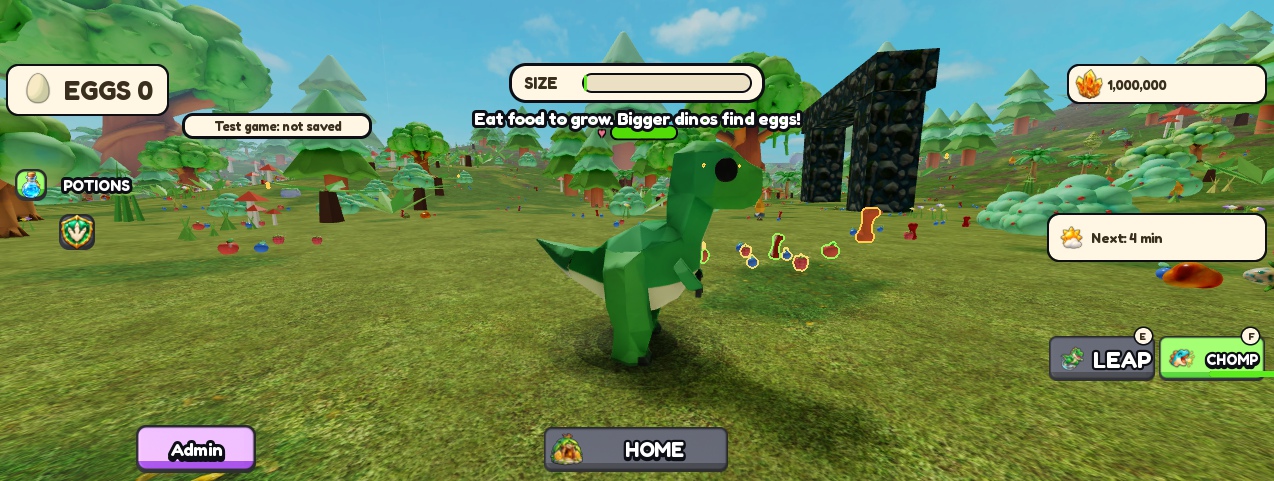 EGGS 0
SIZE
1,000,000
Test game: not saved
Eat food to grow. Bigger dinos find eggs!
POTIONS
Next: 4 min
E
F
LEAP
CHOMP
Admin
HOME